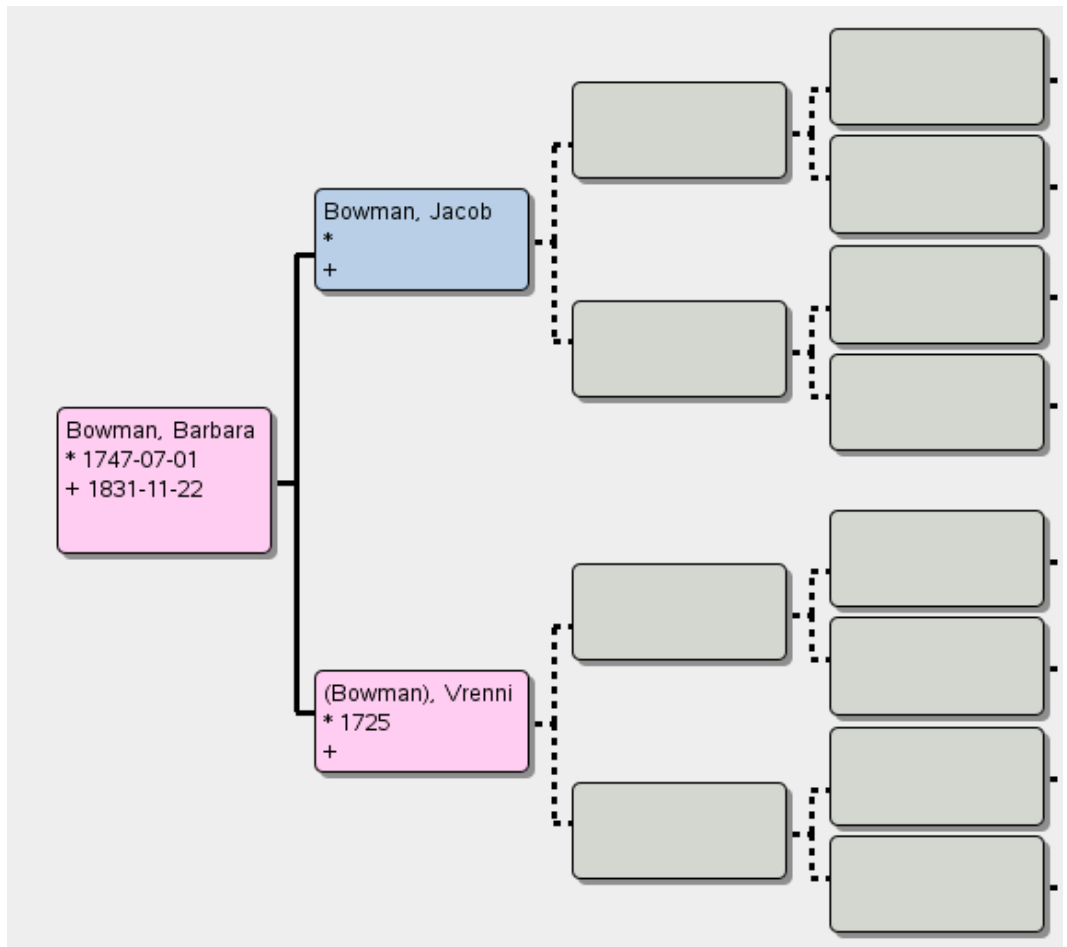 Bowman, Jacob
*
+
Bowman, Barbara
* 1747-07-01
+ 1831-11-22
(Bowman), Vrenni
* 1725
+